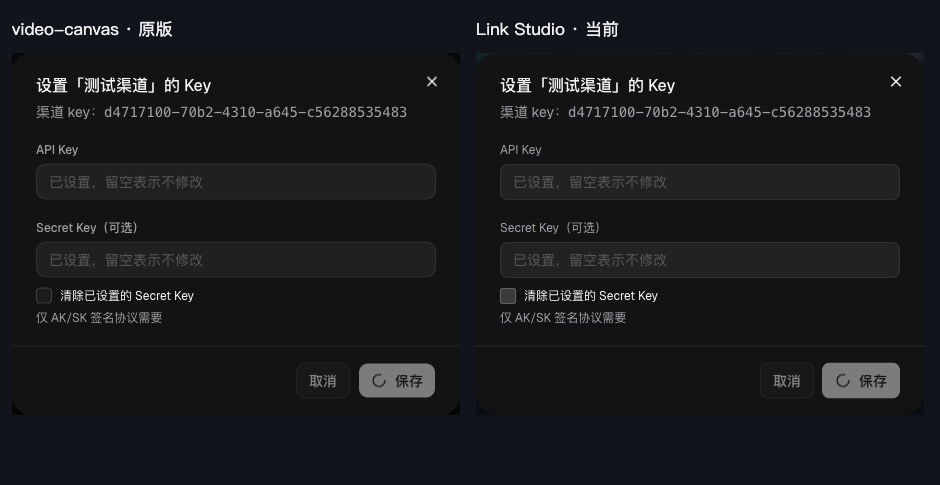 video-canvas · 原版
设置「测试渠道」的 Key
渠道 key：d4717100-70b2-4310-a645-c56288535483
API Key
已设置，留空表示不修改
Secret Key（可选）
已设置，留空表示不修改
清除已设置的 Secret Key
仅 AK/SK 签名协议需要
取消
保存
Link Studio · 当前
设置「测试渠道」的 Key
渠道 key：d4717100-70b2-4310-a645-c56288535483
API Key
已设置，留空表示不修改
Secret Key（可选）
已设置，留空表示不修改
清除已设置的 Secret Key
仅 AK/SK 签名协议需要
取消
保存